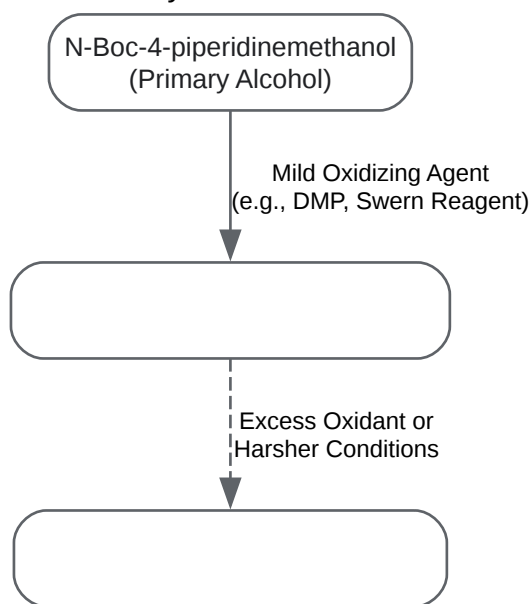 N-Boc-4-piperidinemethanol
(Primary Alcohol)
Mild Oxidizing Agent
(e.g., DMP, Swern Reagent)
Excess Oxidant or
Harsher Conditions